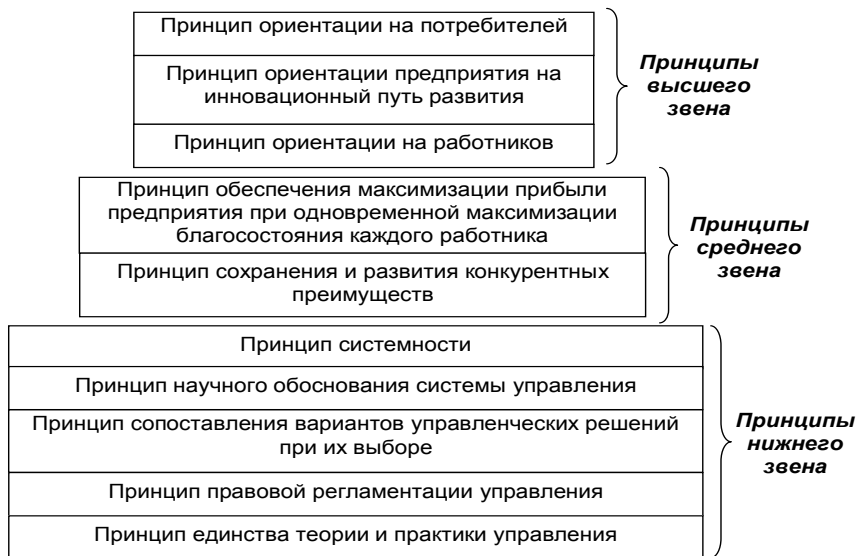 Принцип ориентации на потребителей
Принцип ориентации предприятия на
инновационный путь развития
Принцип ориентации на работников
Принципы
высшего
звена
Принцип обеспечения максимизации прибыли
предприятия при одновременной максимизации
благосостояния каждого работника
Принцип сохранения и развития конкурентных
преимуществ
Принципы
среднего
звена
Принцип системности
Принцип научного обоснования системы управления
Принцип сопоставления вариантов управленческих решений
при их выборе
Принцип правовой регламентации управления
Принцип единства теории и практики управления
Принципы
нижнего
звена